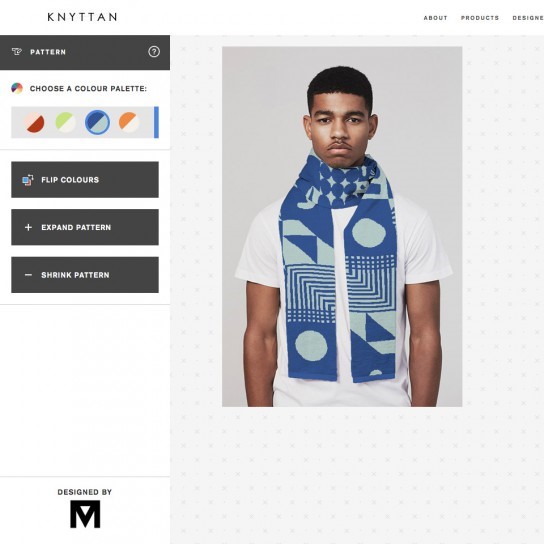 KNYTTAN
ABOUT PRODUCTS DESIGNE
PATTERN ?
CHOOSE A COLOUR PALETTE:
FLIP COLOURS
+ EXPAND PATTERN
− SHRINK PATTERN
DESIGNED BY
M